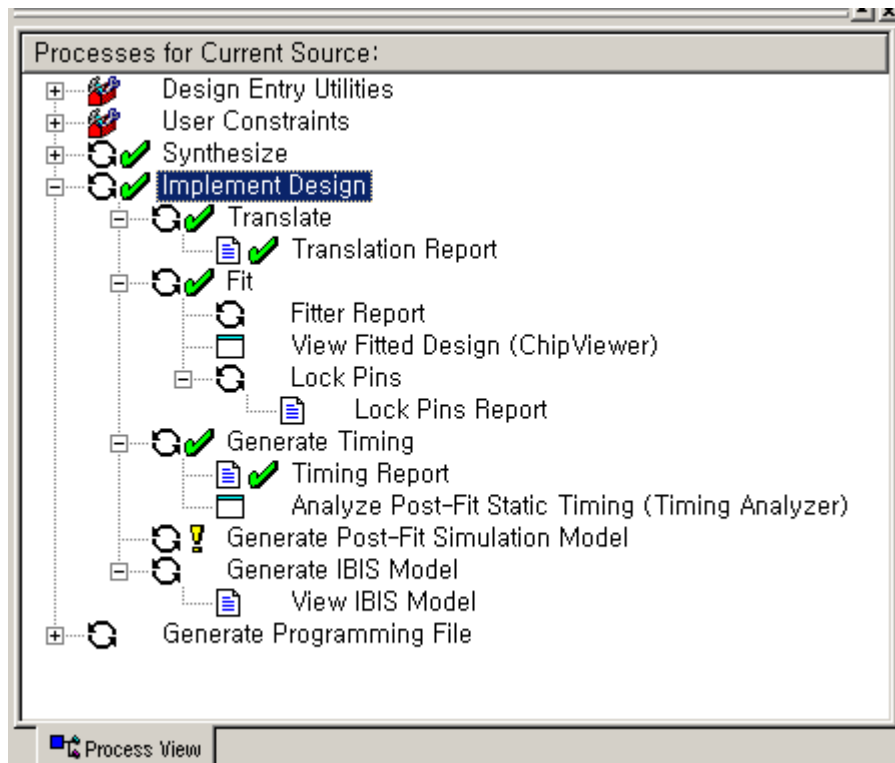 Processes for Current Source:
Design Entry Utilities
User Constraints
Synthesize
Implement Design
Translate
Translation Report
Fit
Fitter Report
View Fitted Design (ChipViewer)
Lock Pins
Lock Pins Report
Generate Timing
Timing Report
Analyze Post-Fit Static Timing (Timing Analyzer)
Generate Post-Fit Simulation Model
Generate IBIS Model
View IBIS Model
Generate Programming File
Process View